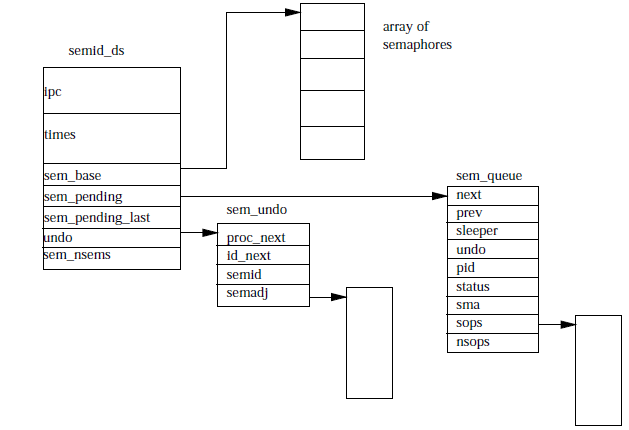 array of
semaphores
semid_ds
ipc
times
sem_base
sem_pending
sem_pending_last
undo
sem_nsems
sem_undo
proc_next
id_next
semid
semadj
sem_queue
next
prev
sleeper
undo
pid
status
sma
sops
nsops